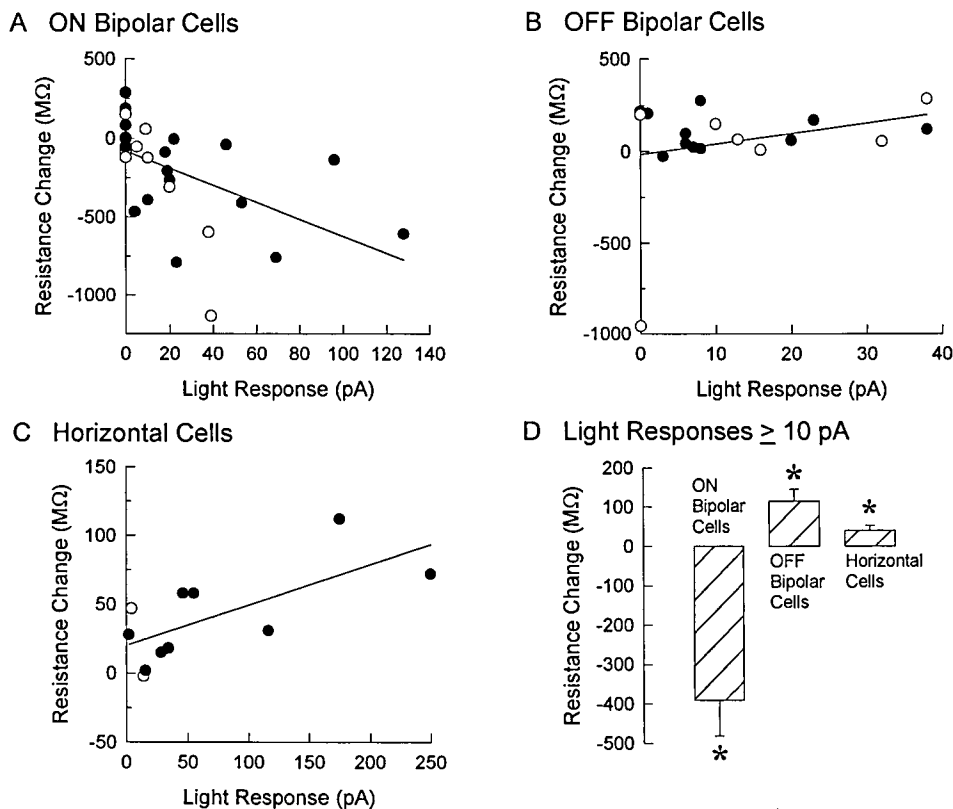 A ON Bipolar Cells
500
0
-500
-1000
Resistance Change (MΩ)
0 20 40 60 80 100 120 140
Light Response (pA)
B OFF Bipolar Cells
500
0
-500
-1000
Resistance Change (MΩ)
0 10 20 30 40
Light Response (pA)
C Horizontal Cells
150
100
50
0
-50
Resistance Change (MΩ)
0 50 100 150 200 250
Light Response (pA)
D Light Responses ≥ 10 pA
200
100
0
-100
-200
-300
-400
-500
Resistance Change (MΩ)
ON
Bipolar
Cells
*
OFF
Bipolar
Cells
*
Horizontal
Cells
*